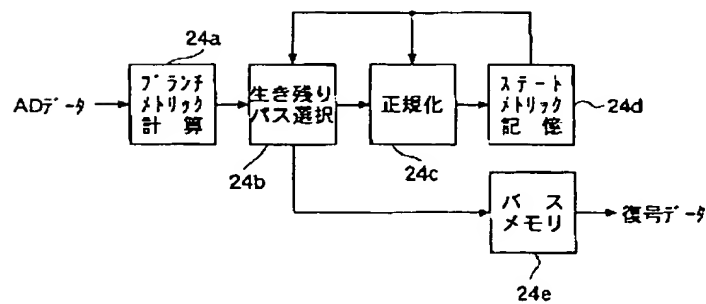 24a
ADデータ
ブランチ
メトリック
計算
生き残り
パス選択
24b
正規化
24c
ステート
メトリック
記憶
24d
パス
メモリ
24e
復号データ